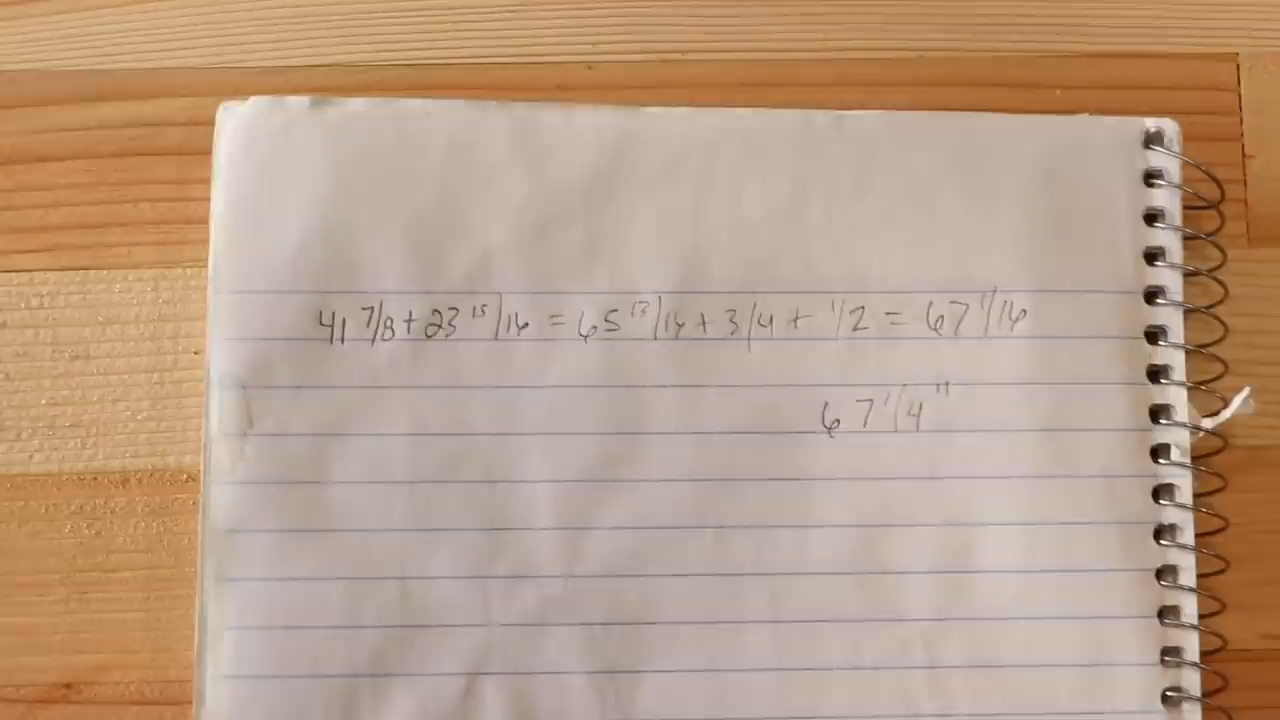 41 7/8 + 23 15/16 = 65 13/16 + 3/4 + 1/2 = 67 1/16
67 1/4"